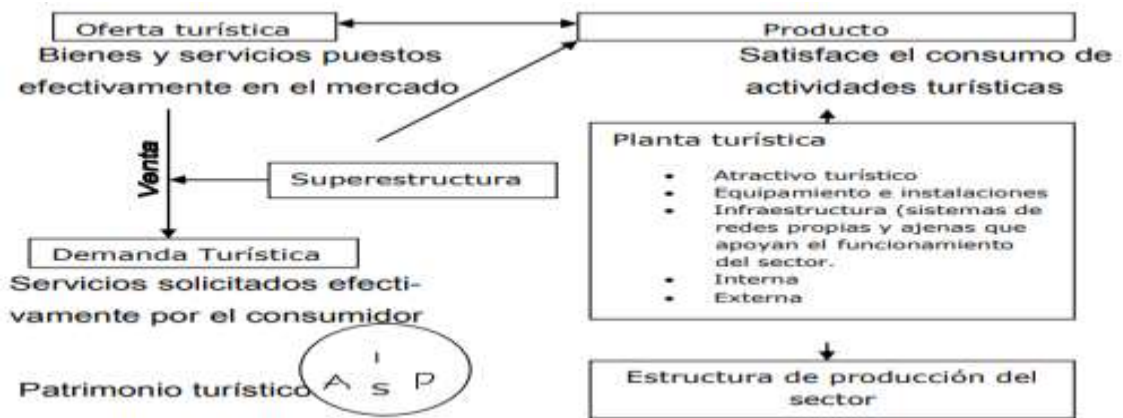 Oferta turística
Bienes y servicios puestos
efectivamente en el mercado
Venta
Superestructura
Demanda Turística
Servicios solicitados efecti-
vamente por el consumidor
Patrimonio turístico
I
A S P
Producto
Satisface el consumo de
actividades turísticas
Planta turística
• Atractivo turístico
• Equipamiento e instalaciones
• Infraestructura (sistemas de
redes propias y ajenas que
apoyan el funcionamiento
del sector.
• Interna
• Externa
Estructura de producción del
sector